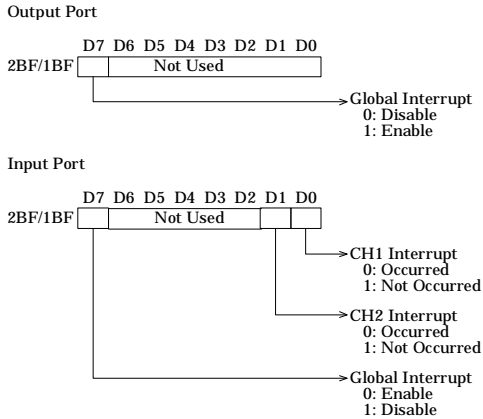 Output Port
D7 D6 D5 D4 D3 D2 D1 D0
2BF/1BF Not Used
Global Interrupt
0: Disable
1: Enable
Input Port
D7 D6 D5 D4 D3 D2 D1 D0
2BF/1BF Not Used
CH1 Interrupt
0: Occurred
1: Not Occurred
CH2 Interrupt
0: Occurred
1: Not Occurred
Global Interrupt
0: Enable
1: Disable